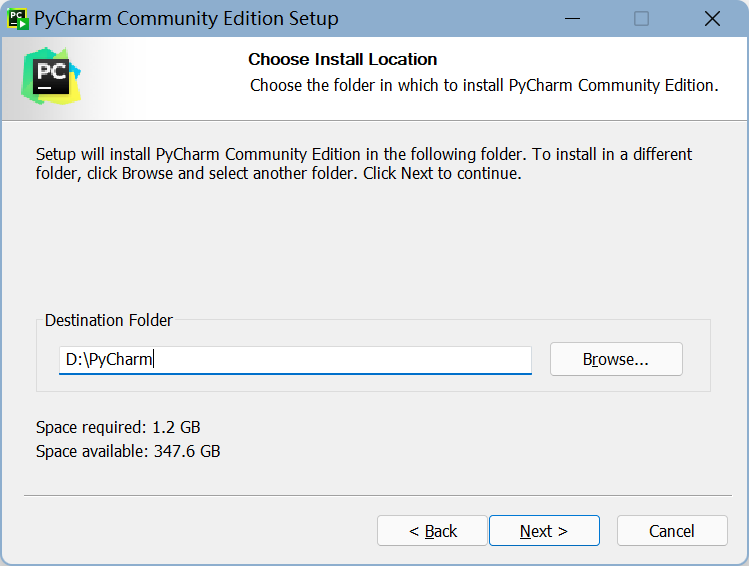 PC
PyCharm Community Edition Setup
PC
Choose Install Location
Choose the folder in which to install PyCharm Community Edition.
Setup will install PyCharm Community Edition in the following folder. To install in a different
folder, click Browse and select another folder. Click Next to continue.
Destination Folder
D:\PyCharm
Browse...
Space required: 1.2 GB
Space available: 347.6 GB
< Back
Next >
Cancel